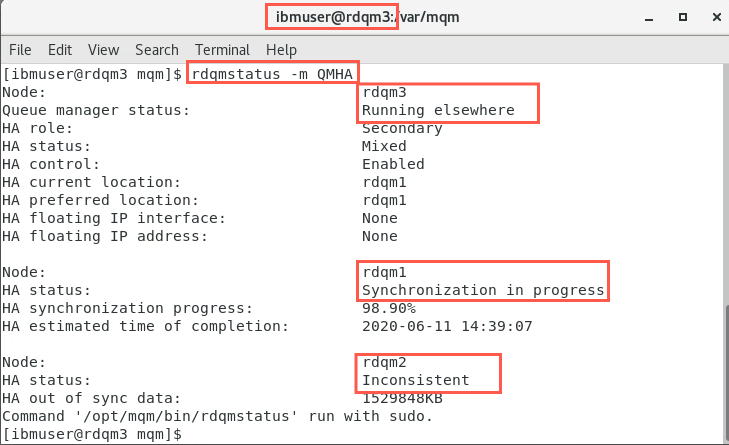 ibmuser@rdqm3:/var/mqm
File Edit View Search Terminal Help
[ibmuser@rdqm3 mqm]$ rdqmstatus -m QMHA
Node: rdqm3
Queue manager status: Running elsewhere
HA role: Secondary
HA status: Mixed
HA control: Enabled
HA current location: rdqm1
HA preferred location: rdqm1
HA floating IP interface: None
HA floating IP address: None
Node: rdqm1
HA status: Synchronization in progress
HA synchronization progress: 98.90%
HA estimated time of completion: 2020-06-11 14:39:07
Node: rdqm2
HA status: Inconsistent
HA out of sync data: 1529848KB
Command '/opt/mqm/bin/rdqmstatus' run with sudo.
[ibmuser@rdqm3 mqm]$